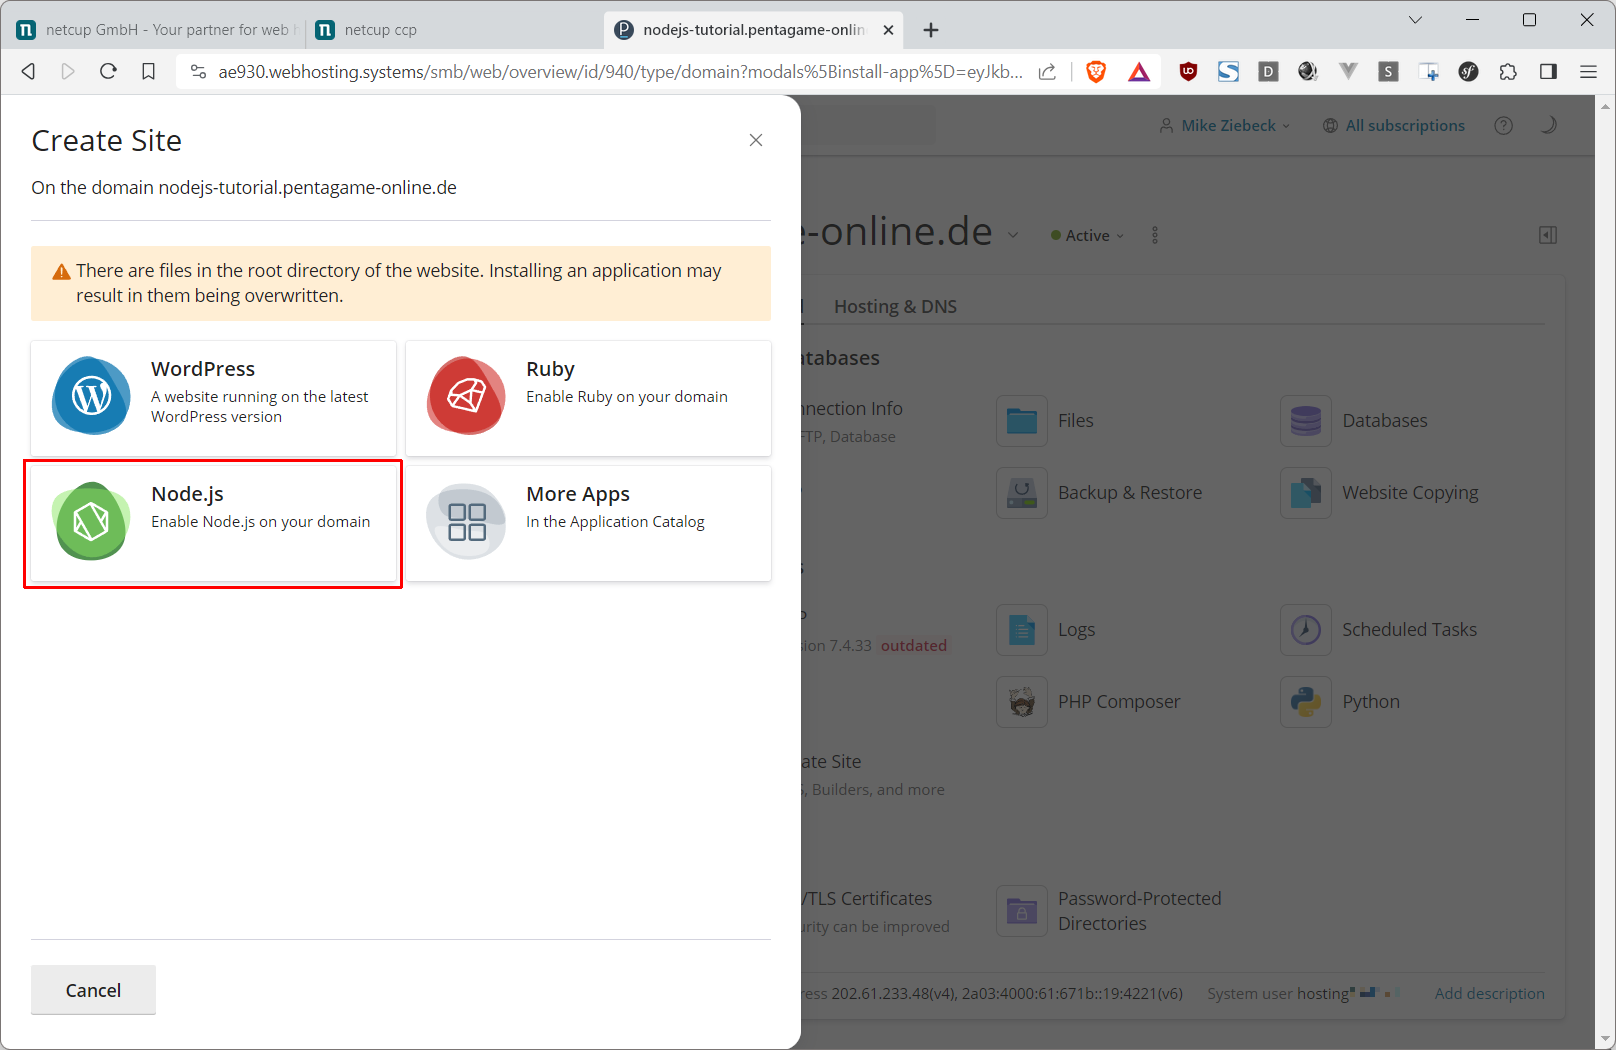 netcup GmbH - Your partner for web
netcup ccp
nodejs-tutorial.pentagame-onlin
ae930.webhosting.systems/smb/web/overview/id/940/type/domain?modals%5Binstall-app%5D=eyJkb...
Create Site
On the domain nodejs-tutorial.pentagame-online.de
There are files in the root directory of the website. Installing an application may
result in them being overwritten.
WordPress
A website running on the latest
WordPress version
Ruby
Enable Ruby on your domain
Node.js
Enable Node.js on your domain
More Apps
In the Application Catalog
Cancel
Mike Ziebeck
All subscriptions
e-online.de
Active
Hosting & DNS
tabases
nnection Info
FTP, Database
Files
Databases
Backup & Restore
Website Copying
sion 7.4.33 outdated
Logs
Scheduled Tasks
PHP Composer
Python
ate Site
S, Builders, and more
/TLS Certificates
urity can be improved
Password-Protected
Directories
ress 202.61.233.48(v4), 2a03:4000:61:671b::19:4221(v6)
System user hosting
Add description